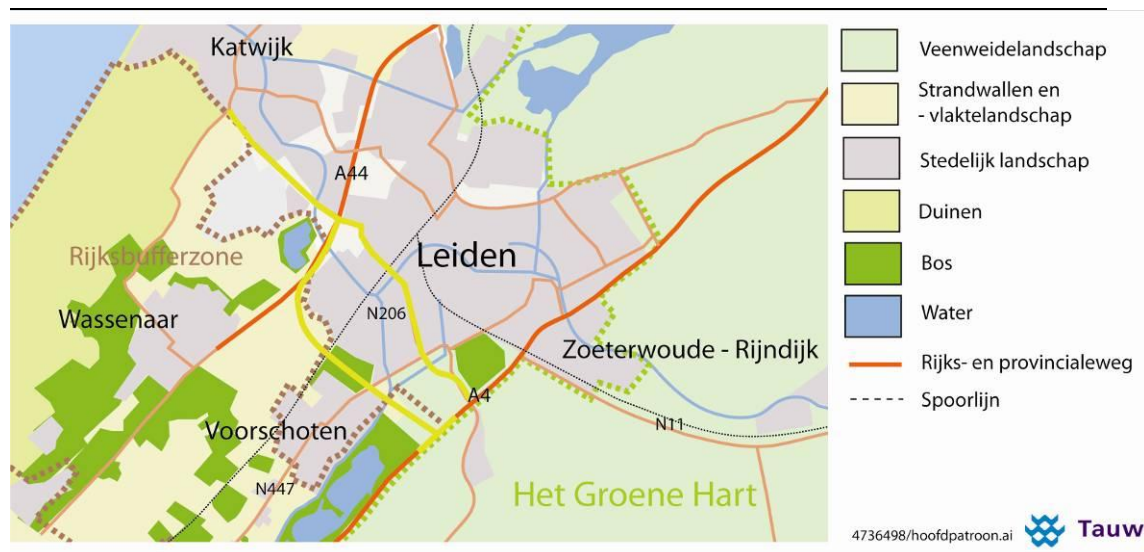 Katwijk
A44
Leiden
Rijksbufferzone
Wassenaar
N206
Zoeterwoude - Rijndijk
A4
Voorschoten
N11
N447
Het Groene Hart
Veenweidelandschap
Strandwallen en
- vlaktelandschap
Stedelijk landschap
Duinen
Bos
Water
Rijks- en provincialeweg
Spoorlijn
4736498/hoofdpatroon.ai
Tauw